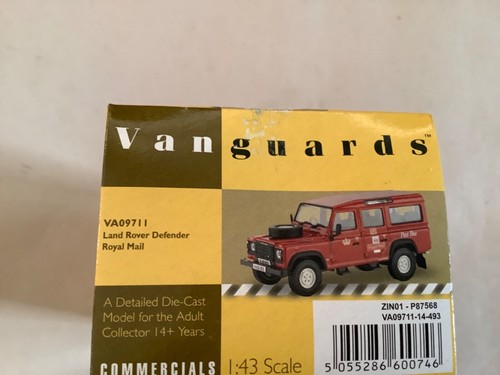 Vanguards™
VA09711
Land Rover Defender
Royal Mail
A Detailed Die-Cast
Model for the Adult
Collector 14+ Years
COMMERCIALS
1:43 Scale
ZIN01 - P87568
VA09711-14-493
5 055286 600746